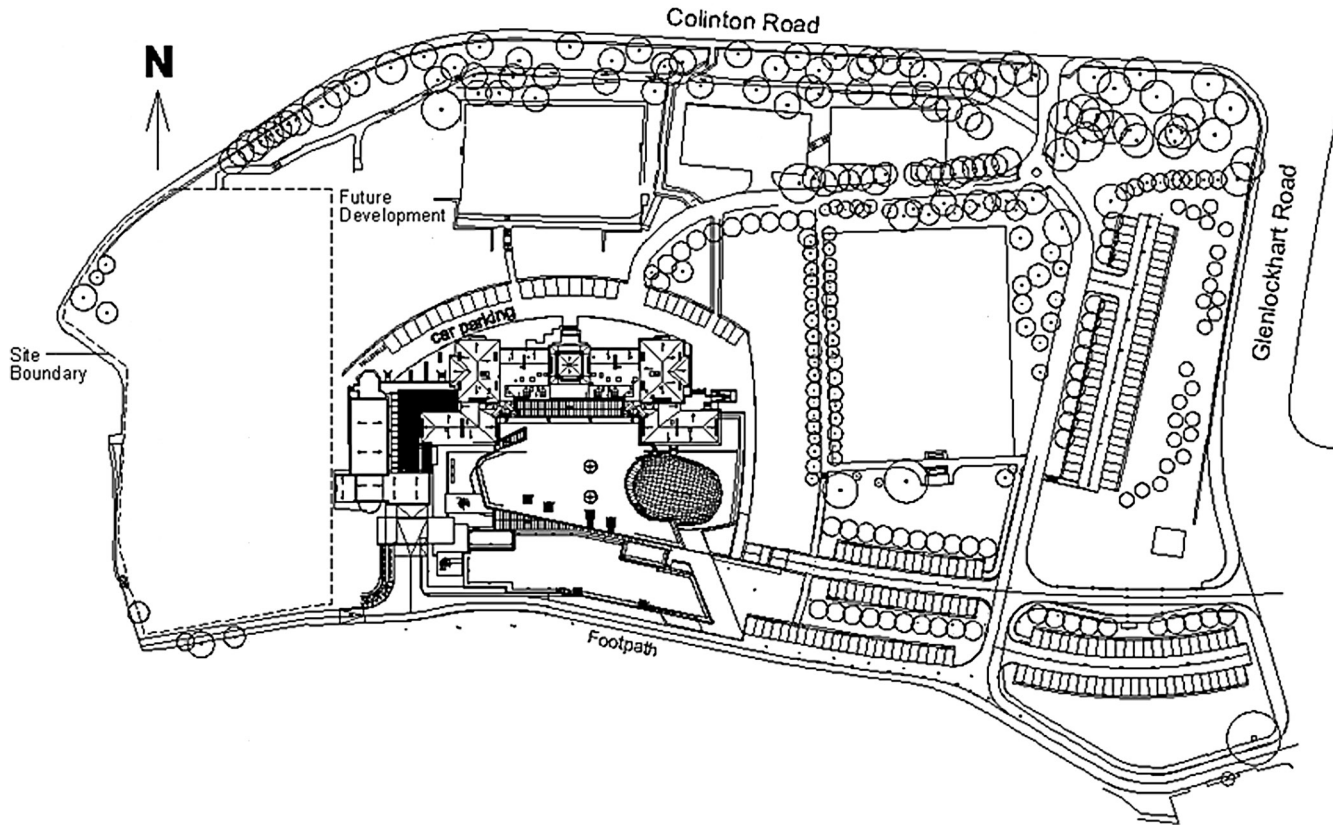 Colinton Road
N
Future
Development
Glenlockhart Road
car parking
Site
Boundary
Footpath